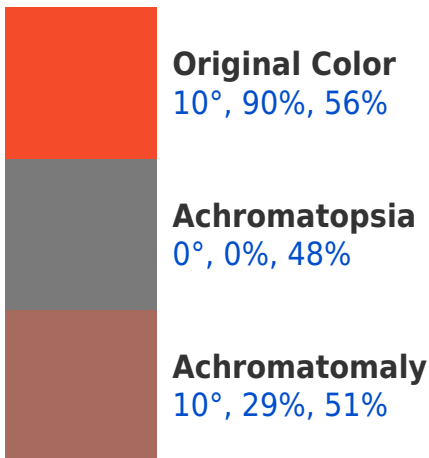 Original Color
10°, 90%, 56%
Achromatopsia
0°, 0%, 48%
Achromatomaly
10°, 29%, 51%